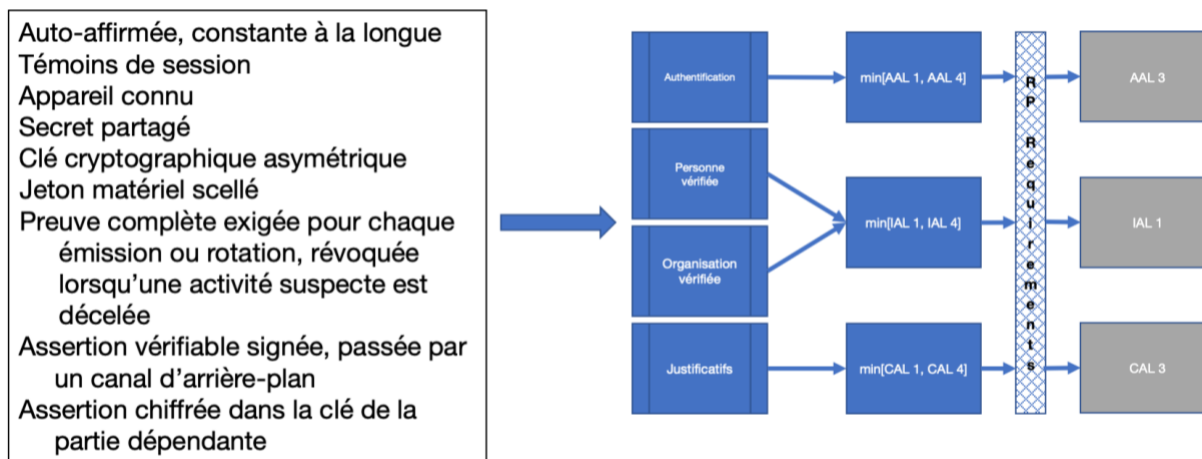 Auto-affirmée, constante à la longue
Témoins de session
Appareil connu
Secret partagé
Clé cryptographique asymétrique
Jeton matériel scellé
Preuve complète exigée pour chaque
émission ou rotation, révoquée
lorsqu'une activité suspecte est
décelée
Assertion vérifiable signée, passée par
un canal d'arrière-plan
Assertion chiffrée dans la clé de la
partie dépendante
Authentification
min[AAL 1, AAL 4]
AAL 3
Personne
vérifiée
Organisation
vérifiée
min[IAL 1, IAL 4]
IAL 1
Justificatifs
min[CAL 1, CAL 4]
CAL 3
RP Requirements